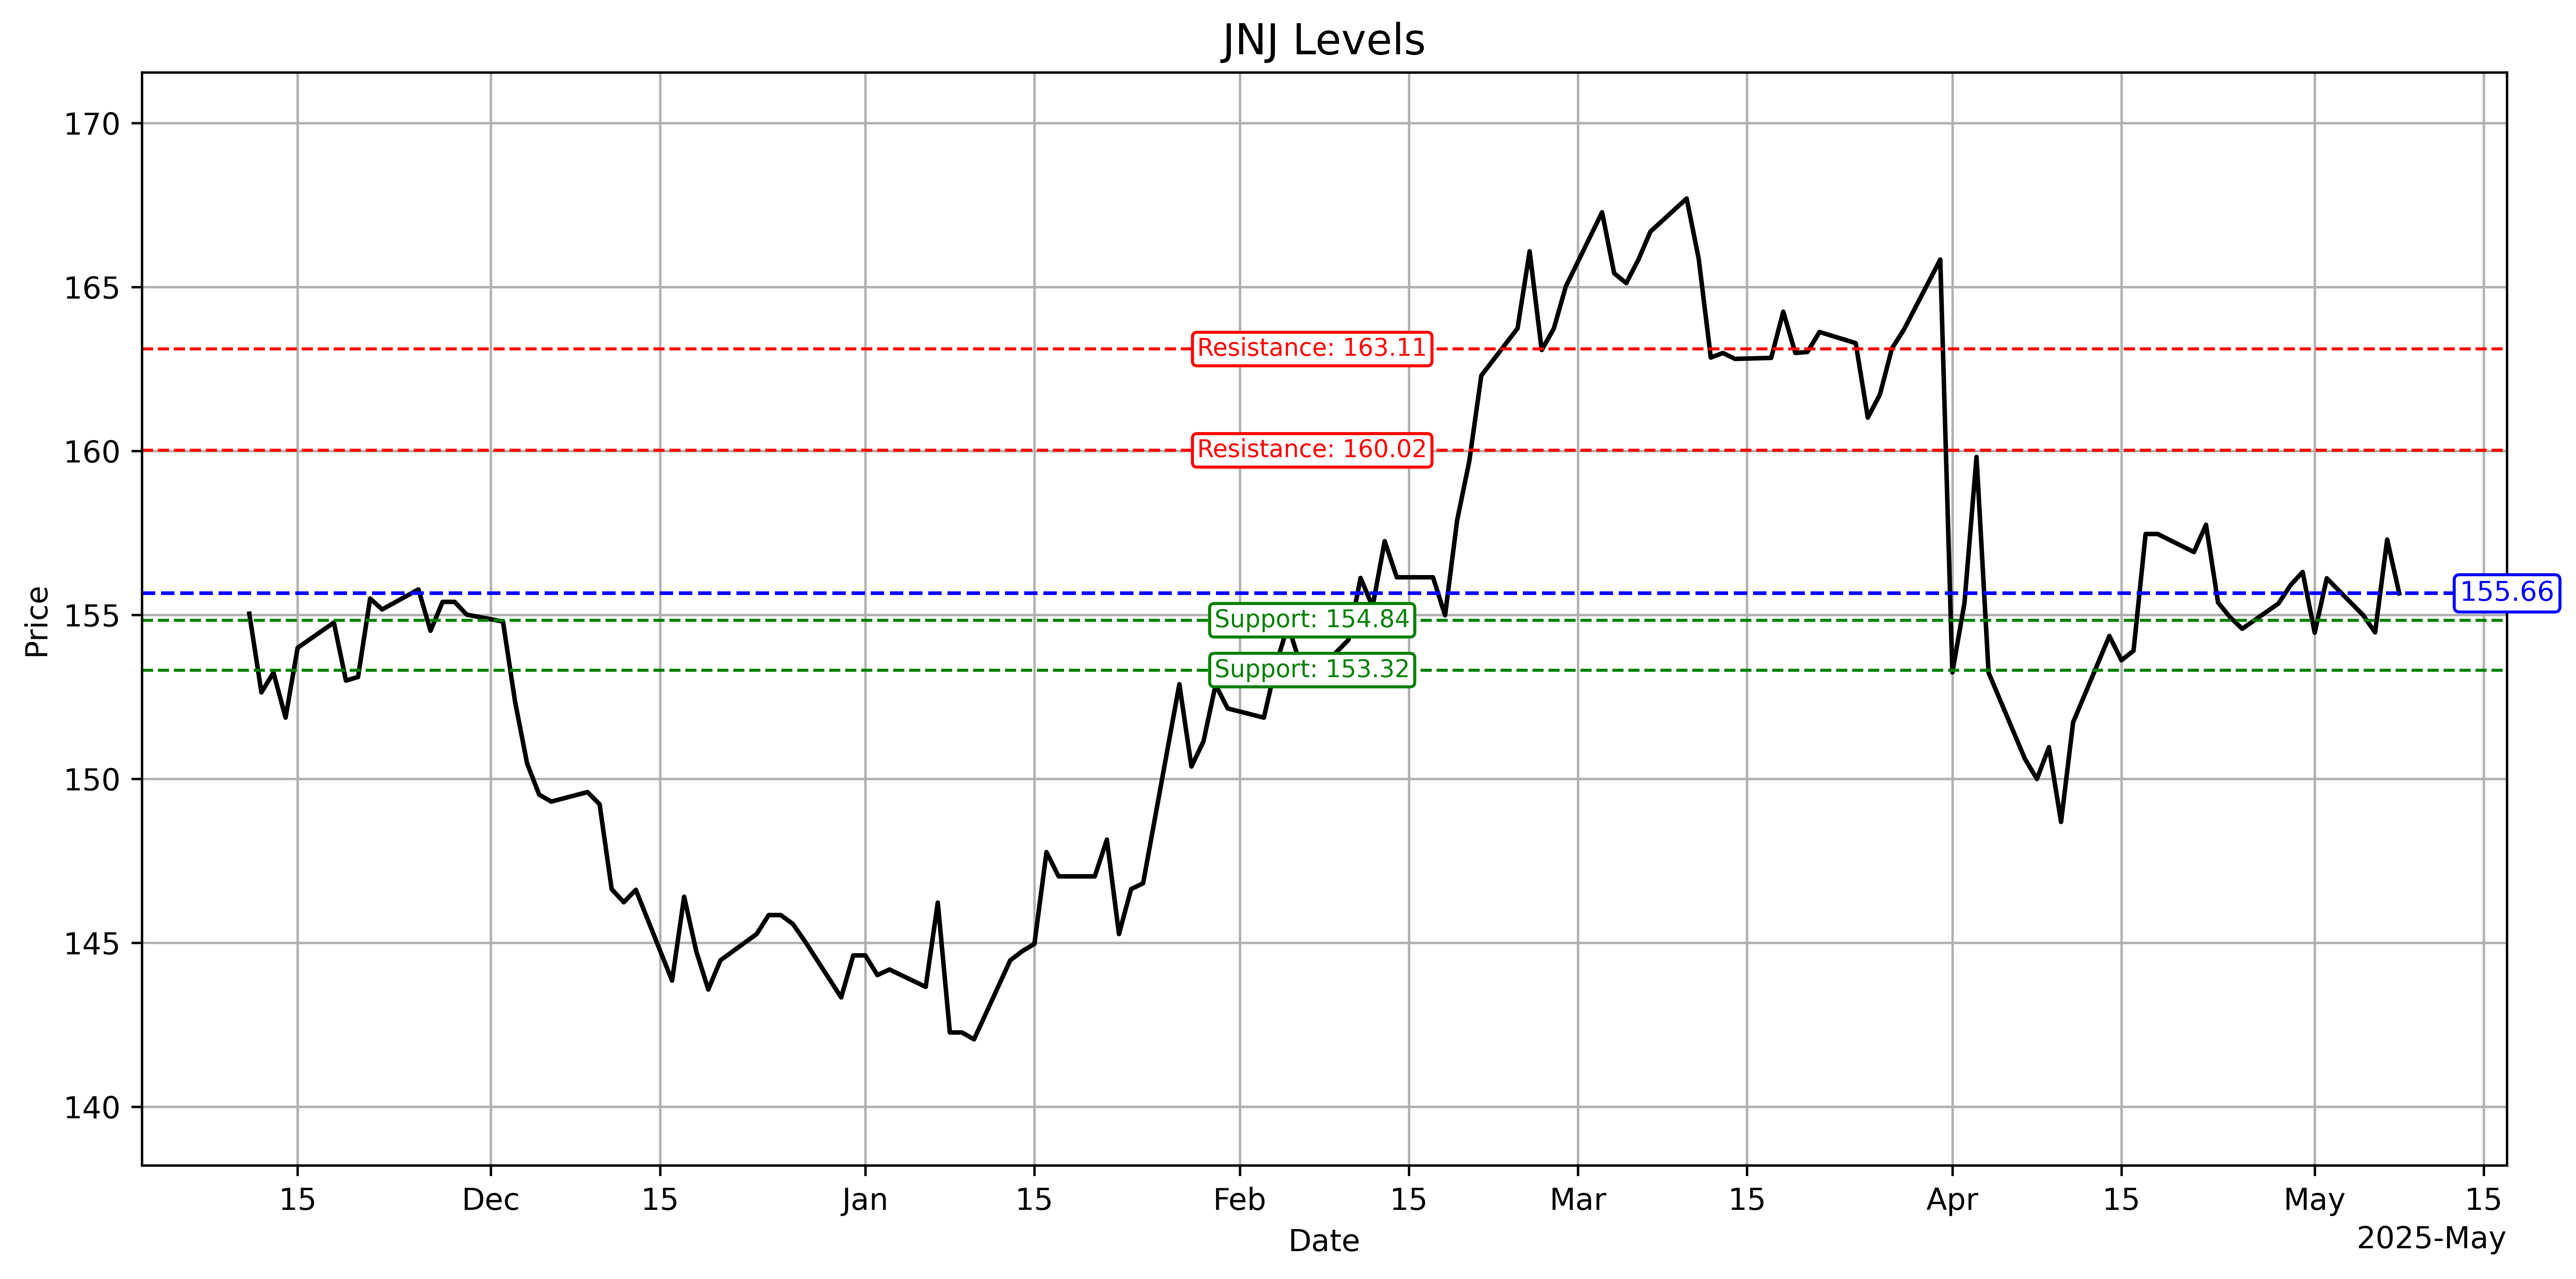 JNJ Levels
170
165
160
155
150
145
140
Price
Resistance: 163.11
Resistance: 160.02
155.66
Support: 154.84
Support: 153.32
15
Dec
15
Jan
15
Feb
15
Mar
15
Apr
15
May
15
Date
2025-May